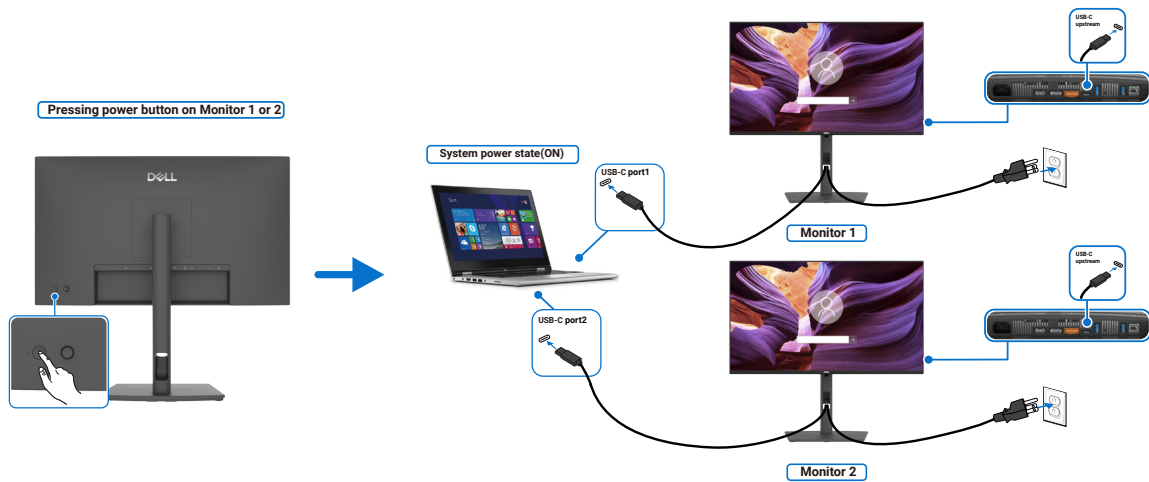 Pressing power button on Monitor 1 or 2
DELL
System power state(ON)
USB-C port1
USB-C
upstream
Monitor 1
USB-C port2
USB-C
upstream
Monitor 2